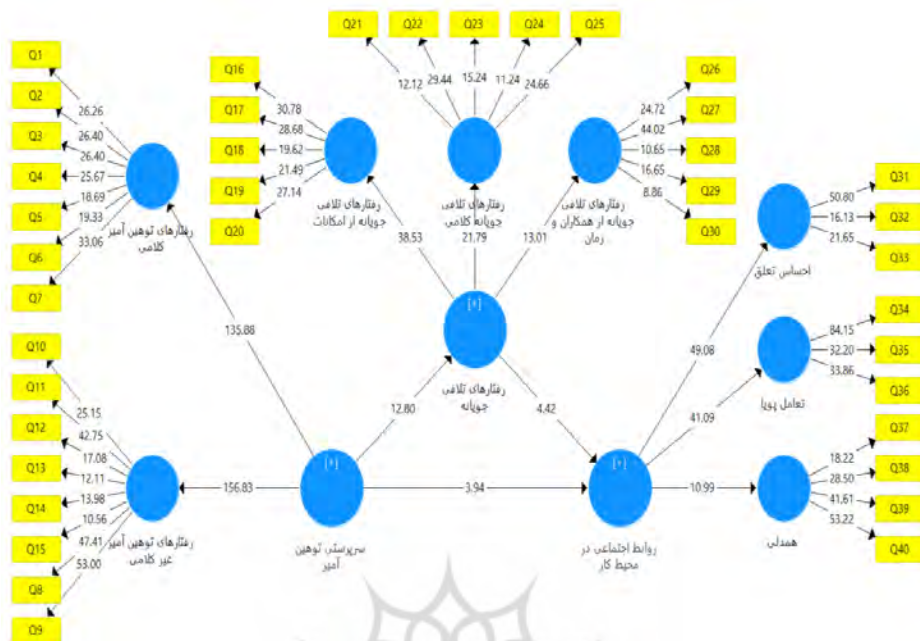 Q21
Q22
Q23
Q24
Q25
12.12
29.44
15.24
11.24
24.66
Q1
Q2
Q3
Q4
Q5
Q6
Q7
26.26
26.40
26.40
25.67
18.69
19.33
33.06
رفتارهای توهین آمیز
کلامی
Q16
Q17
Q18
Q19
Q20
30.78
28.68
19.62
21.49
27.14
رفتارهای تلافی
جویانه از امکانات
رفتارهای تلافی
جویانه کلامی
رفتارهای تلافی
جویانه از همکاران و
زمان
Q26
Q27
Q28
Q29
Q30
24.72
44.02
10.65
16.65
8.86
38.53
21.79
13.01
Q31
Q32
Q33
50.80
16.13
21.65
احساس تعلق
[+]
رفتارهای تلافی
جویانه
135.88
12.80
4.42
49.08
Q34
Q35
Q36
84.15
32.20
33.86
تعامل پویا
41.09
Q10
Q11
Q12
Q13
Q14
Q15
Q8
Q9
25.15
42.75
17.08
12.11
13.98
10.56
47.41
53.00
رفتارهای توهین آمیز
غیر کلامی
156.83
[+]
سرپرستی توهین
آمیز
3.94
[+]
روابط اجتماعی در
محیط کار
10.99
Q37
Q38
Q39
Q40
18.22
28.50
41.61
53.22
همدلی